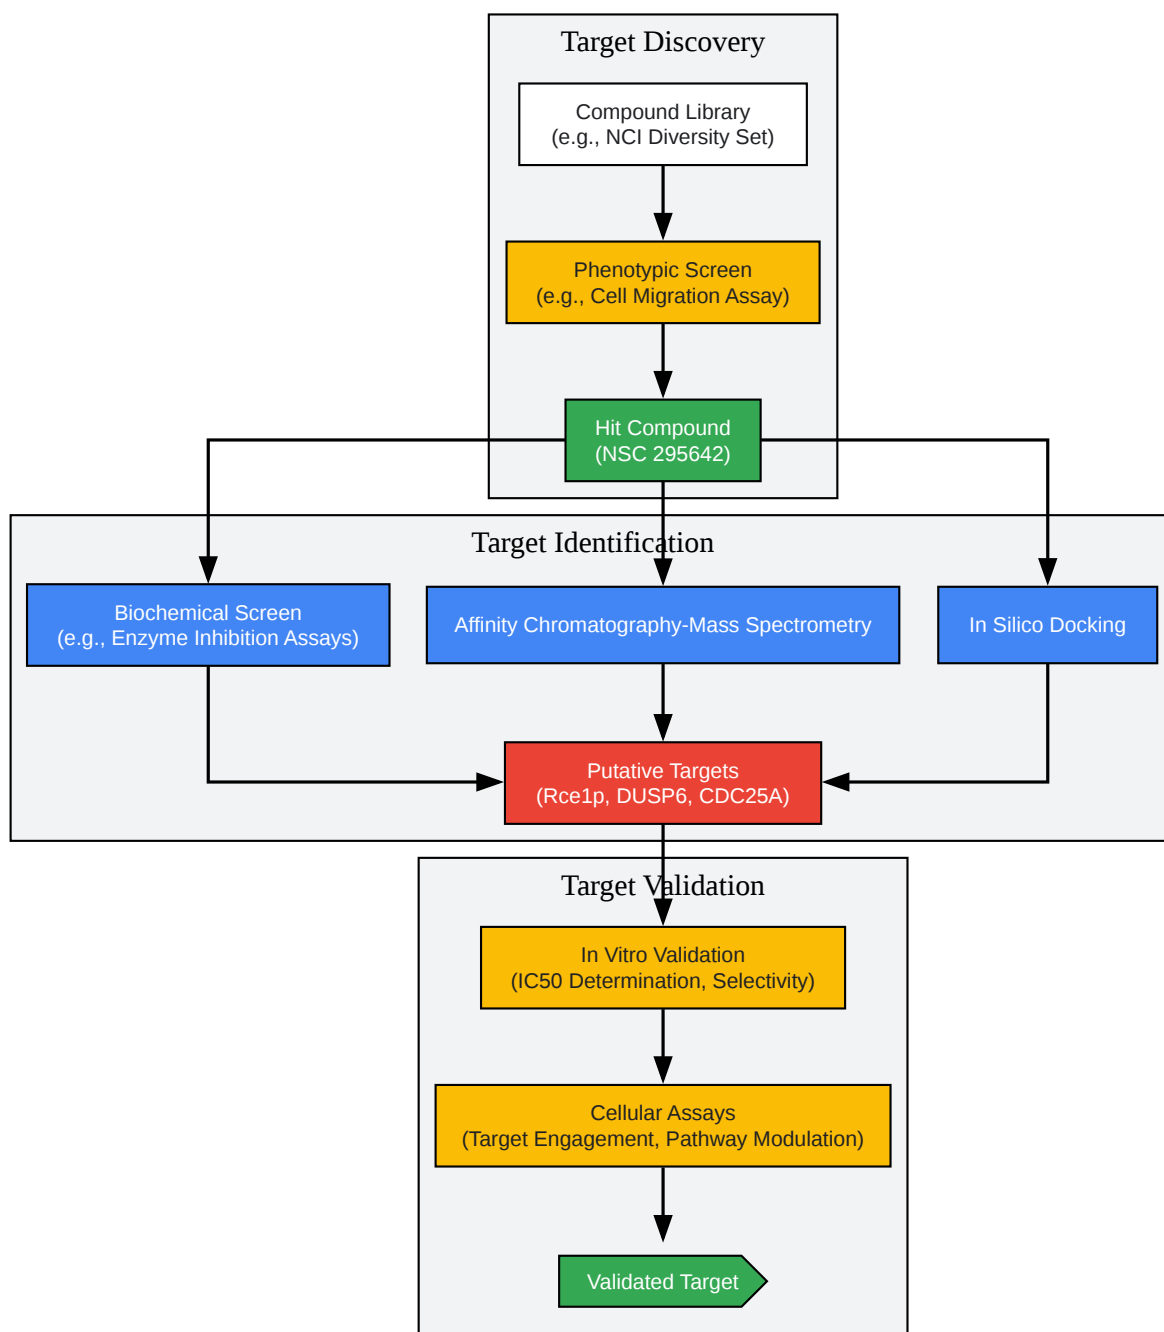 Target Discovery
Compound Library
(e.g., NCI Diversity Set)
Phenotypic Screen
(e.g., Cell Migration Assay)
Hit Compound
(NSC 295642)
Target Identification
Biochemical Screen
(e.g., Enzyme Inhibition Assays)
Affinity Chromatography-Mass Spectrometry
In Silico Docking
Putative Targets
(Rce1p, DUSP6, CDC25A)
Target Validation
In Vitro Validation
(IC50 Determination, Selectivity)
Cellular Assays
(Target Engagement, Pathway Modulation)
Validated Target